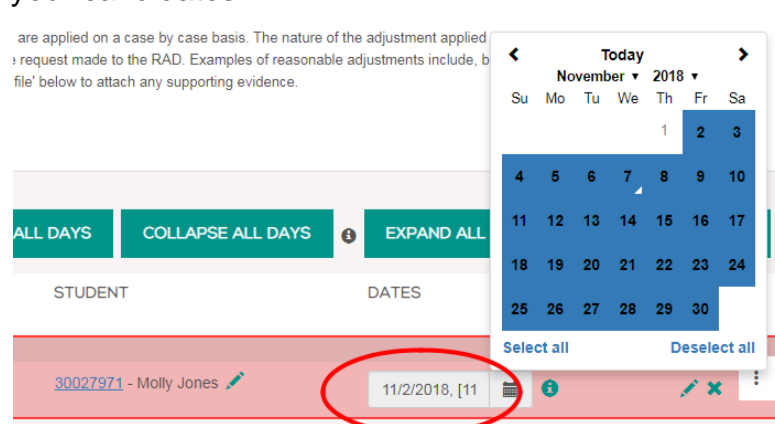 are applied on a case by case basis. The nature of the adjustment applied
request made to the RAD. Examples of reasonable adjustments include, b
file' below to attach any supporting evidence.
Today
November ▾ 2018 ▾
Su Mo Tu We Th Fr Sa
1 2 3
4 5 6 7 8 9 10
11 12 13 14 15 16 17
18 19 20 21 22 23 24
25 26 27 28 29 30
Select all Deselect all
ALL DAYS COLLAPSE ALL DAYS EXPAND ALL
STUDENT DATES
30027971 - Molly Jones 11/2/2018, [11